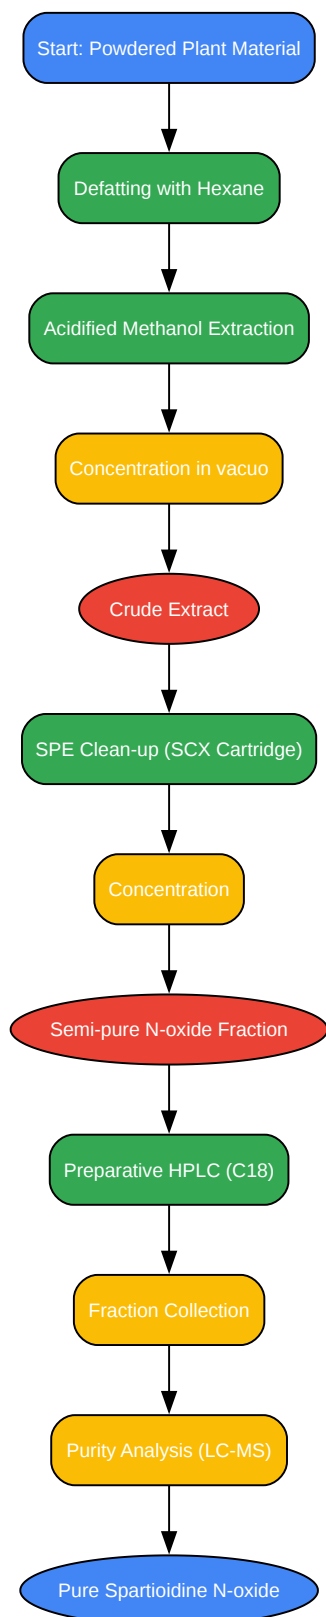 Start: Powdered Plant Material
Defatting with Hexane
Acidified Methanol Extraction
Concentration in vacuo
Crude Extract
SPE Clean-up (SCX Cartridge)
Concentration
Semi-pure N-oxide Fraction
Preparative HPLC (C18)
Fraction Collection
Purity Analysis (LC-MS)
Pure Spartioidine N-oxide